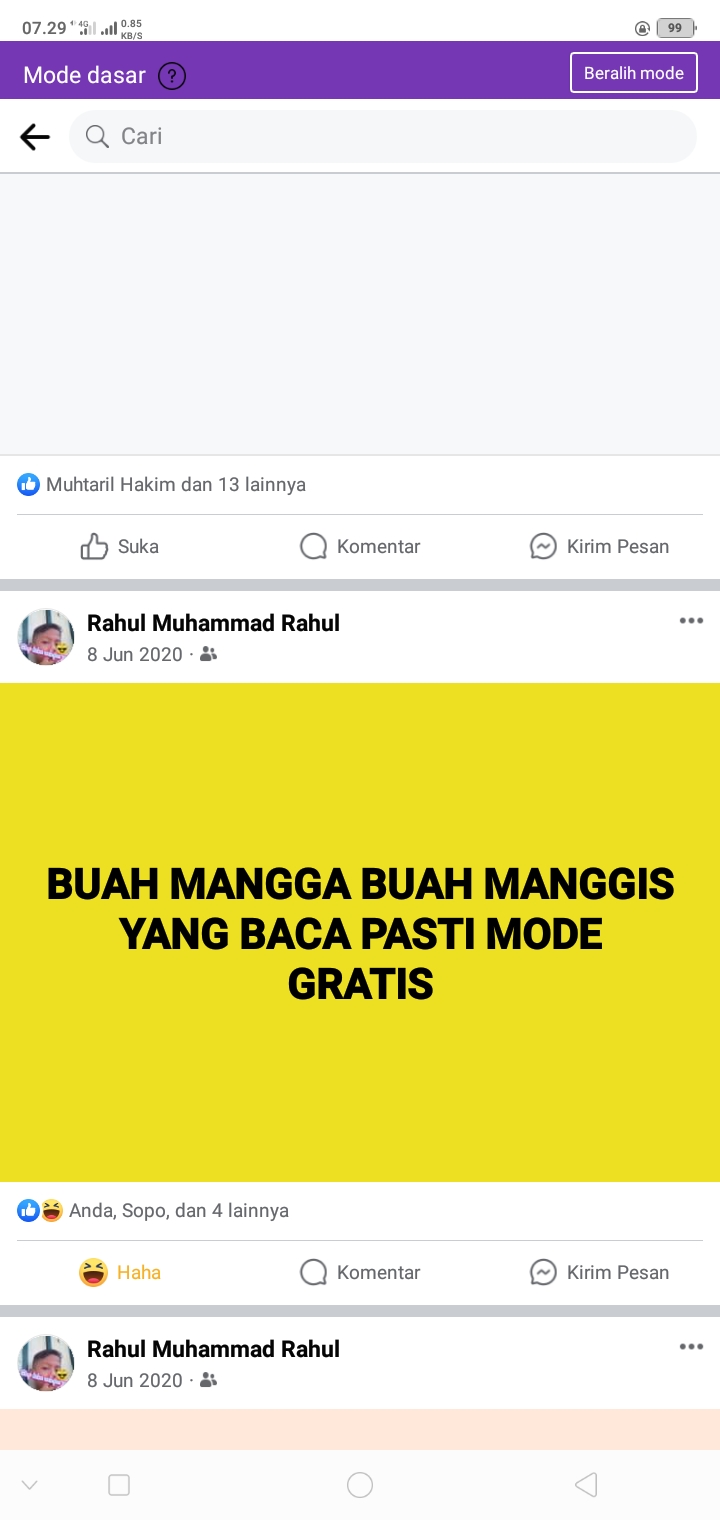 07.29 4G 0.85 KB/S 99
Mode dasar ? Beralih mode
Cari
Muhtaril Hakim dan 13 lainnya
Suka Komentar Kirim Pesan
Rahul Muhammad Rahul
8 Jun 2020 ·
BUAH MANGGA BUAH MANGGIS
YANG BACA PASTI MODE
GRATIS
Anda, Sopo, dan 4 lainnya
Haha Komentar Kirim Pesan
Rahul Muhammad Rahul
8 Jun 2020 ·